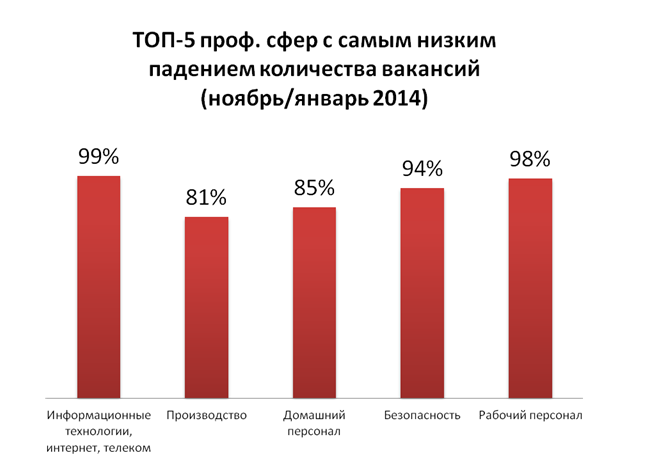 ТОП-5 проф. сфер с самым низким
падением количества вакансий
(ноябрь/январь 2014)
99%
81%
85%
94%
98%
Информационные
технологии,
интернет, телеком
Производство
Домашний
персонал
Безопасность
Рабочий персонал